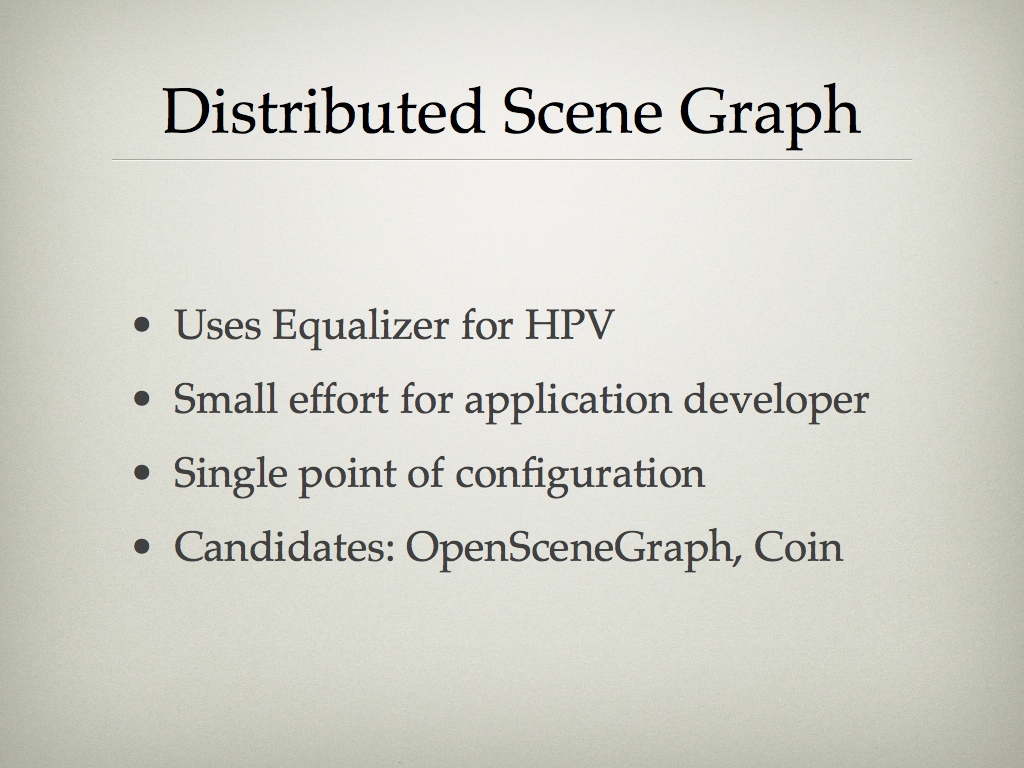 Distributed Scene Graph
• Uses Equalizer for HPV
• Small effort for application developer
• Single point of configuration
• Candidates: OpenSceneGraph, Coin